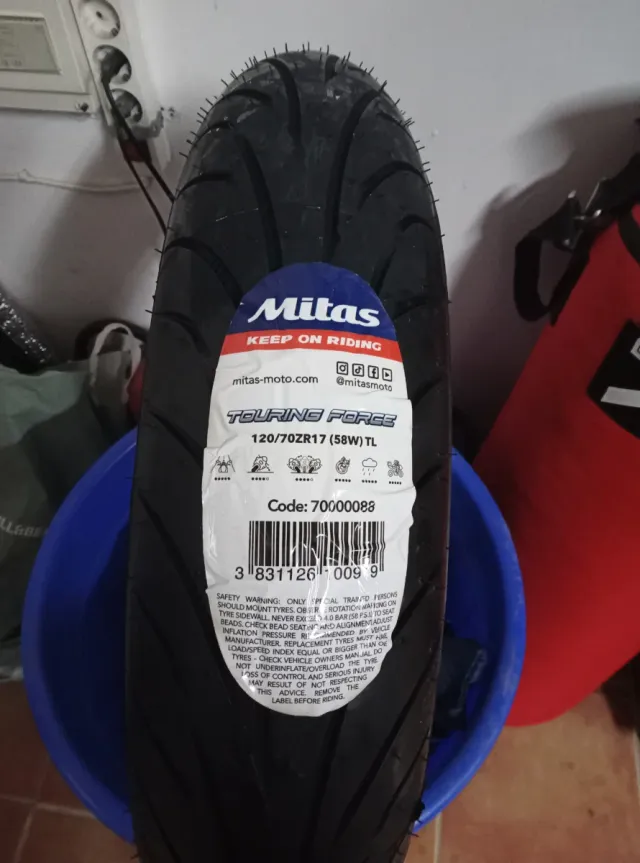 Mitas
KEEP ON RIDING
mitas-moto.com
@mitasmoto
TOURING FORCE
120/70ZR17 (58W) TL
Code: 70000088
3 831126
SAFETY WARNING: ONLY SPECIAL TRAINED PERSONS
SHOULD MOUNT TYRES. OBSERVE ROTATION MARKING ON
TYRE SIDEWALL. NEVER EXCEED 4.0 BAR (58 P.S.I) TO SEAT
BEADS. CHECK BEAD SEATING AND ALIGNMENT. ADJUST
INFLATION PRESSURE RECOMMENDED BY VEHICLE
MANUFACTURER. REPLACEMENT TYRES MUST HAVE
LOAD/SPEED INDEX EQUAL OR BIGGER THAN OE
TYRES - CHECK VEHICLE OWNERS MANUAL. DO
NOT UNDERINFLATE/OVERLOAD THE TYRE.
LOSS OF CONTROL AND SERIOUS INJURY
MAY RESULT OF NOT RESPECTING
THIS ADVICE. REMOVE THE
LABEL BEFORE RIDING.